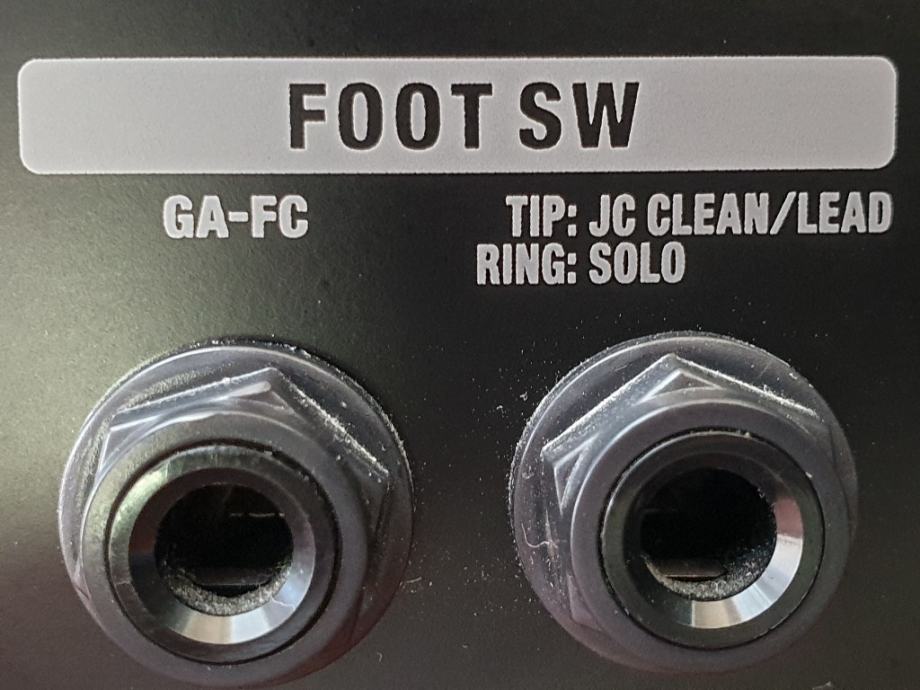 FOOT SW
GA-FC
TIP: JC CLEAN/LEAD
RING: SOLO